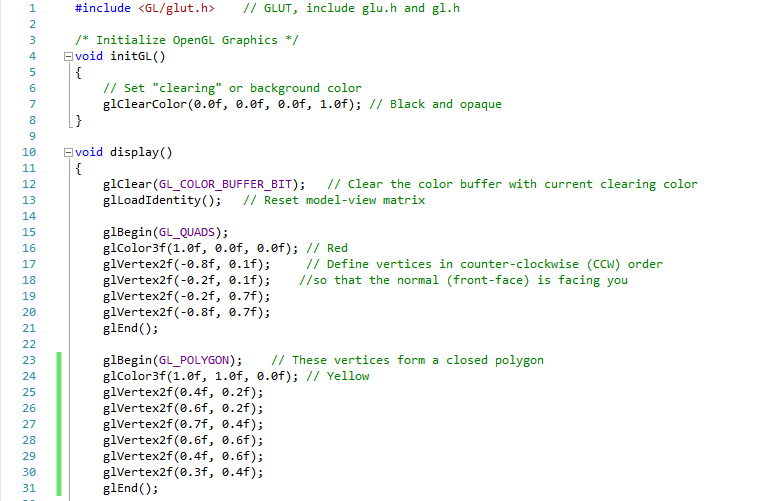 1 #include <GL/glut.h> // GLUT, include glu.h and gl.h
2
3 /* Initialize OpenGL Graphics */
4 void initGL()
5 {
6 // Set "clearing" or background color
7 glClearColor(0.0f, 0.0f, 0.0f, 1.0f); // Black and opaque
8 }
9
10 void display()
11 {
12 glClear(GL_COLOR_BUFFER_BIT); // Clear the color buffer with current clearing color
13 glLoadIdentity(); // Reset model-view matrix
14
15 glBegin(GL_QUADS);
16 glColor3f(1.0f, 0.0f, 0.0f); // Red
17 glVertex2f(-0.8f, 0.1f); // Define vertices in counter-clockwise (CCW) order
18 glVertex2f(-0.2f, 0.1f); //so that the normal (front-face) is facing you
19 glVertex2f(-0.2f, 0.7f);
20 glVertex2f(-0.8f, 0.7f);
21 glEnd();
22
23 glBegin(GL_POLYGON); // These vertices form a closed polygon
24 glColor3f(1.0f, 1.0f, 0.0f); // Yellow
25 glVertex2f(0.4f, 0.2f);
26 glVertex2f(0.6f, 0.2f);
27 glVertex2f(0.7f, 0.4f);
28 glVertex2f(0.6f, 0.6f);
29 glVertex2f(0.4f, 0.6f);
30 glVertex2f(0.3f, 0.4f);
31 glEnd();